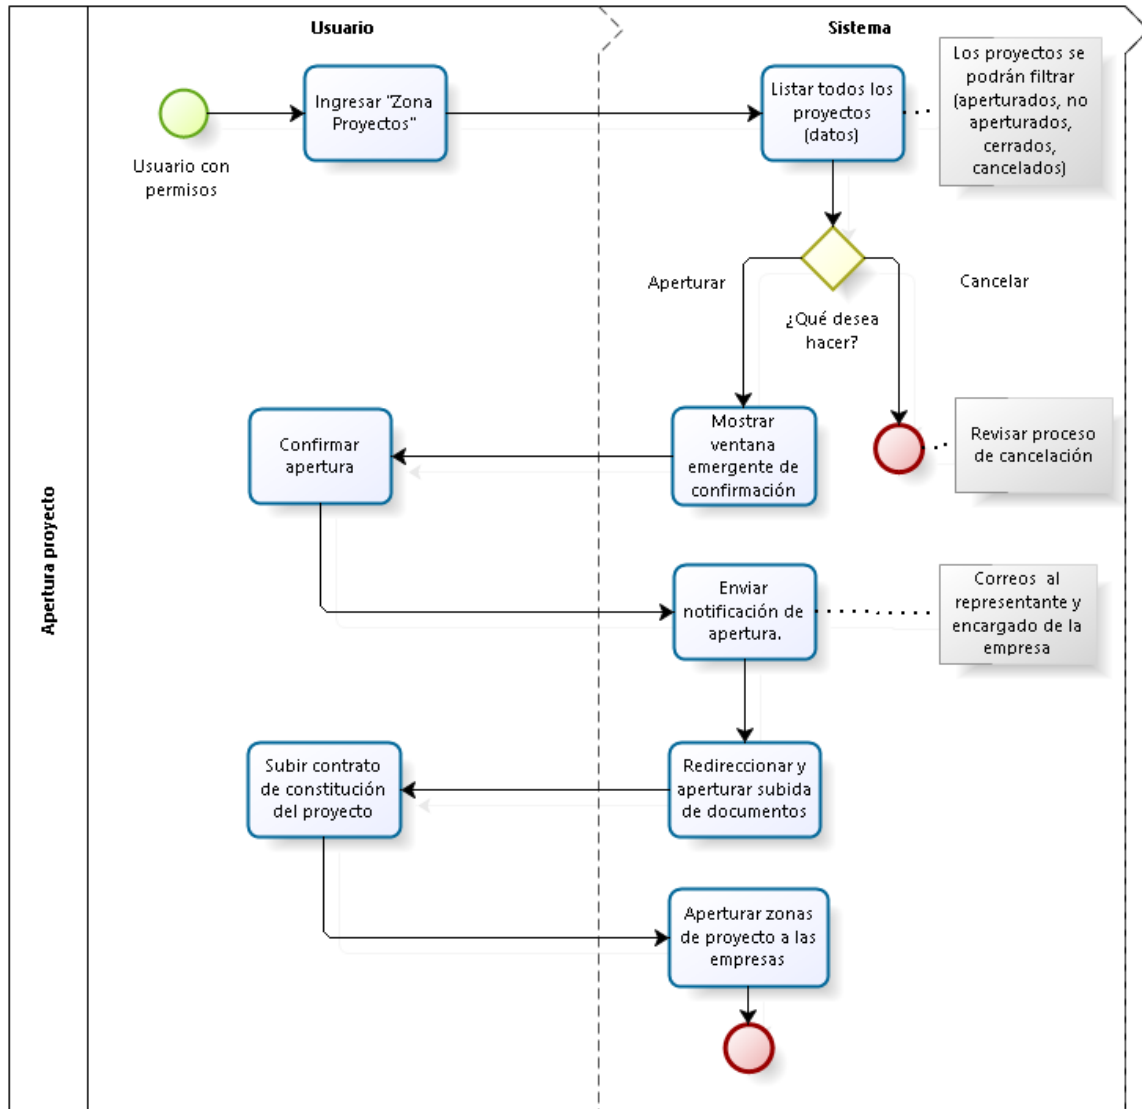 Usuario
Sistema
Apertura proyecto
Usuario con
permisos
Ingresar "Zona
Proyectos"
Listar todos los
proyectos
(datos)
Los proyectos se
podrán filtrar
(aperturados, no
aperturados,
cerrados,
cancelados)
¿Qué desea
hacer?
Aperturar
Cancelar
Mostrar
ventana
emergente de
confirmación
Revisar proceso
de cancelación
Confirmar
apertura
Enviar
notificación de
apertura.
Correos al
representante y
encargado de la
empresa
Redireccionar y
aperturar subida
de documentos
Subir contrato
de constitución
del proyecto
Aperturar zonas
de proyecto a las
empresas